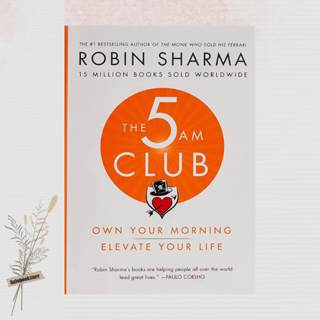 THE #1 BESTSELLING AUTHOR OF THE MONK WHO SOLD HIS FERRARI
ROBIN SHARMA
15 MILLION BOOKS SOLD WORLDWIDE
THE 5 AM
CLUB
OWN YOUR MORNING
ELEVATE YOUR LIFE
"Robin Sharma's books are helping people all over the world
lead great lives." —PAULO COELHO